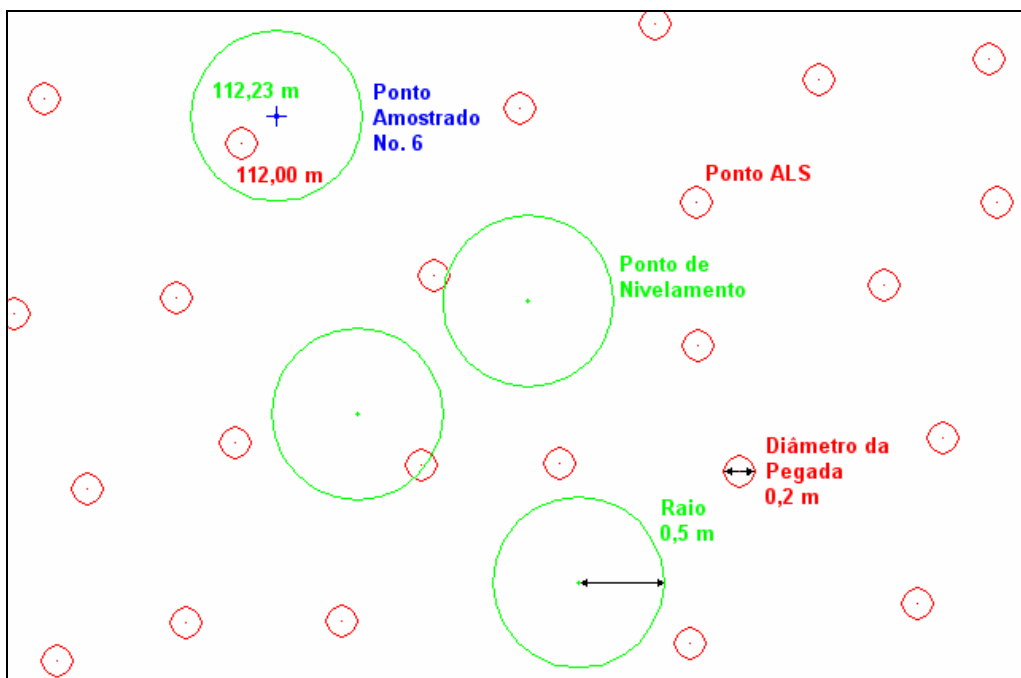 112,23 m
Ponto
Amostrado
No. 6
112,00 m
Ponto ALS
Ponto de
Nivelamento
Diâmetro da
Pegada
0,2 m
Raio
0,5 m